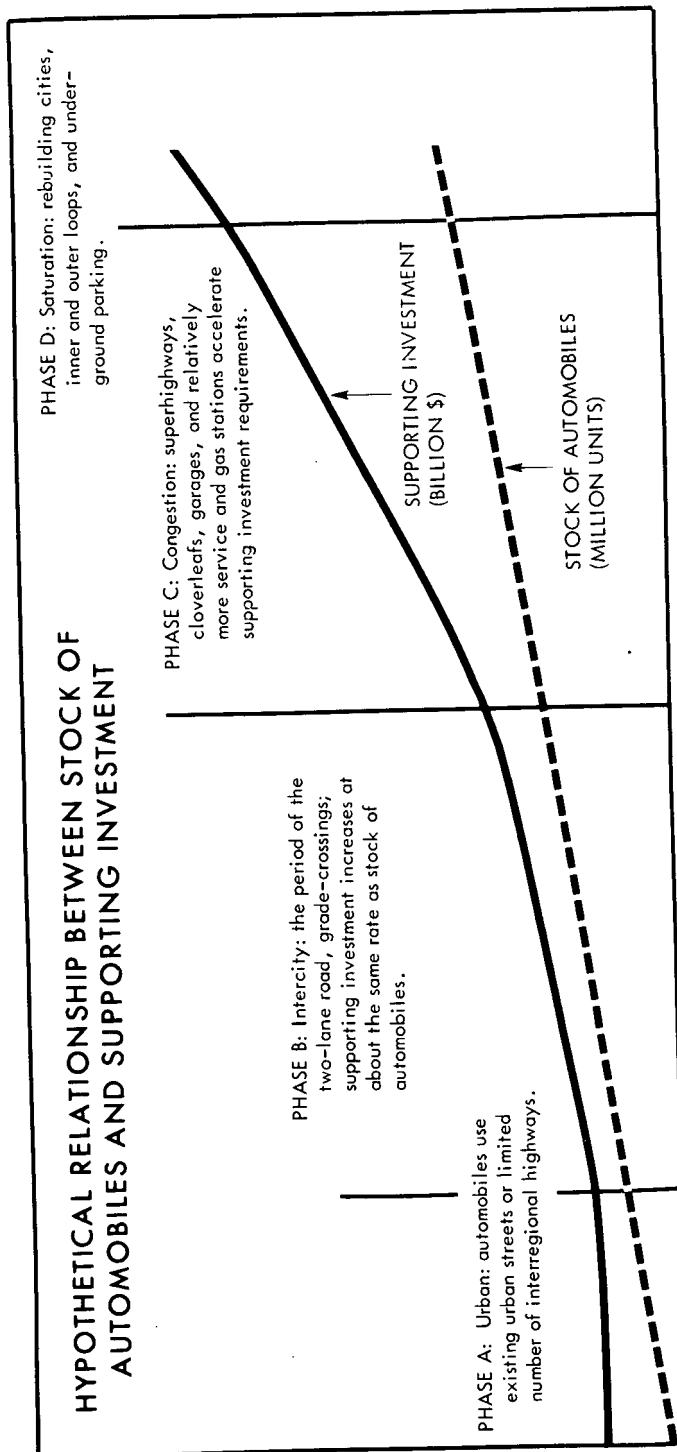 HYPOTHETICAL RELATIONSHIP BETWEEN STOCK OF
AUTOMOBILES AND SUPPORTING INVESTMENT
PHASE A: Urban: automobiles use
existing urban streets or limited
number of interregional highways.
PHASE B: Intercity: the period of the
two-lane road, grade-crossings;
supporting investment increases at
about the same rate as stock of
automobiles.
PHASE C: Congestion: superhighways,
cloverleafs, garages, and relatively
more service and gas stations accelerate
supporting investment requirements.
PHASE D: Saturation: rebuilding cities,
inner and outer loops, and under-
ground parking.
SUPPORTING INVESTMENT
(BILLION $)
STOCK OF AUTOMOBILES
(MILLION UNITS)